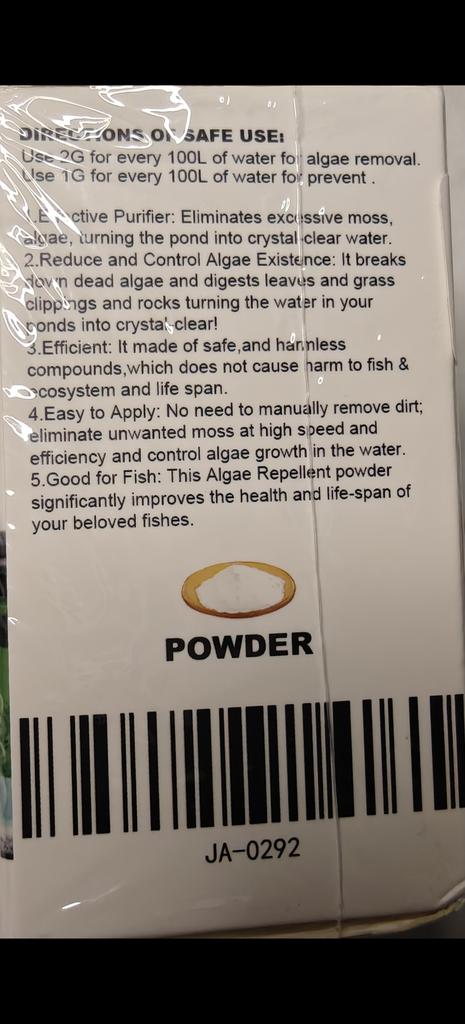 DIRECTIONS OF SAFE USE:
Use 2G for every 100L of water for algae removal.
Use 1G for every 100L of water for prevent .
1.Effective Purifier: Eliminates excessive moss,
algae, turning the pond into crystal-clear water.
2.Reduce and Control Algae Existence: It breaks
down dead algae and digests leaves and grass
clippings and rocks turning the water in your
ponds into crystal-clear!
3.Efficient: It made of safe,and harmless
compounds,which does not cause harm to fish &
ecosystem and life span.
4.Easy to Apply: No need to manually remove dirt;
eliminate unwanted moss at high speed and
efficiency and control algae growth in the water.
5.Good for Fish: This Algae Repellent powder
significantly improves the health and life-span of
your beloved fishes.
POWDER
JA-0292